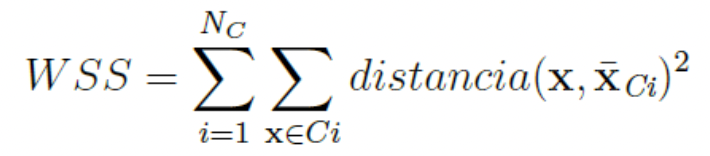 $WSS = \sum_{i=1}^{N_C} \sum_{\mathbf{x} \in Ci} distancia(\mathbf{x}, \bar{\mathbf{x}}_{Ci})^2$